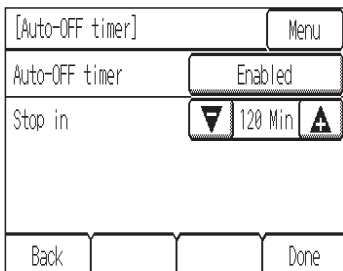 [Auto-OFF timer] Menu
Auto-OFF timer Enabled
Stop in 120 Min
Back Done